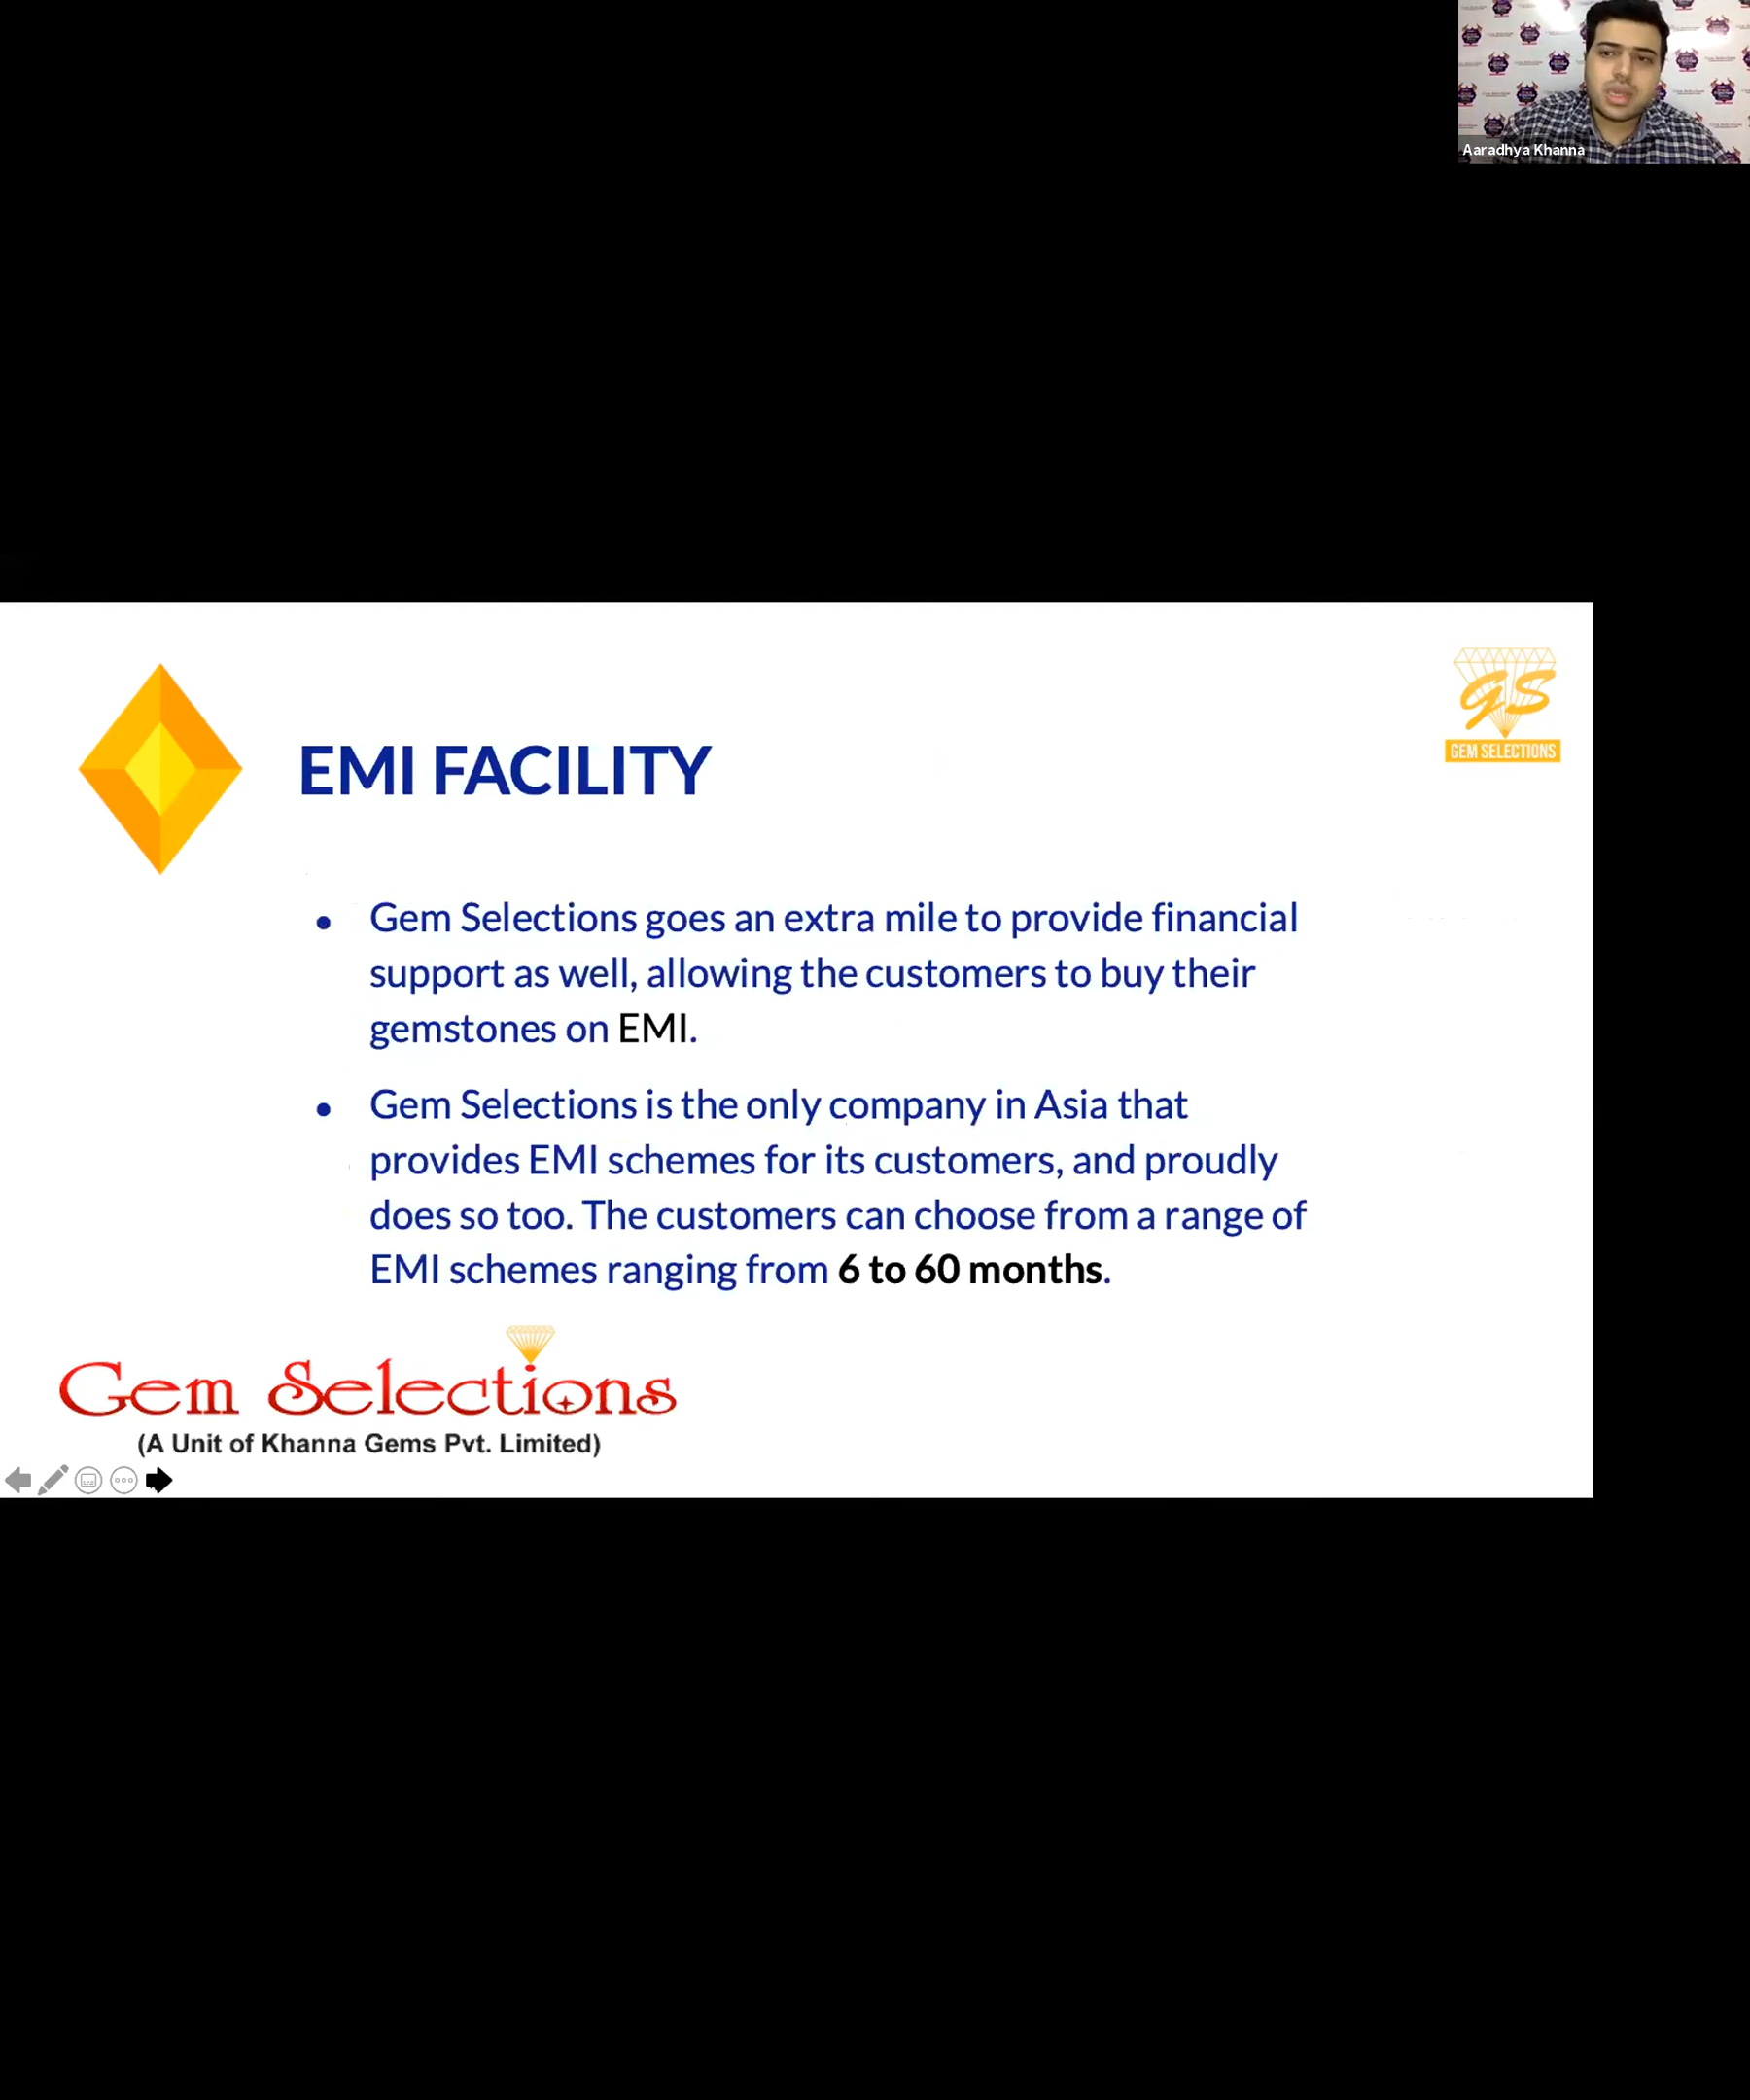 Aaradhya Khanna
GS
GEM SELECTIONS
EMI FACILITY
• Gem Selections goes an extra mile to provide financial
support as well, allowing the customers to buy their
gemstones on EMI.
• Gem Selections is the only company in Asia that
provides EMI schemes for its customers, and proudly
does so too. The customers can choose from a range of
EMI schemes ranging from 6 to 60 months.
Gem Selections
(A Unit of Khanna Gems Pvt. Limited)